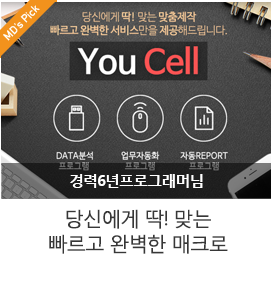 MD's Pick
당신에게 딱! 맞는 맞춤제작
빠르고 완벽한 서비스만을 제공해드립니다.
You Cell
DATA분석 업무자동화 자동REPORT
프로그램 프로그램 프로그램
경력6년프로그래머님
당신에게 딱! 맞는
빠르고 완벽한 매크로